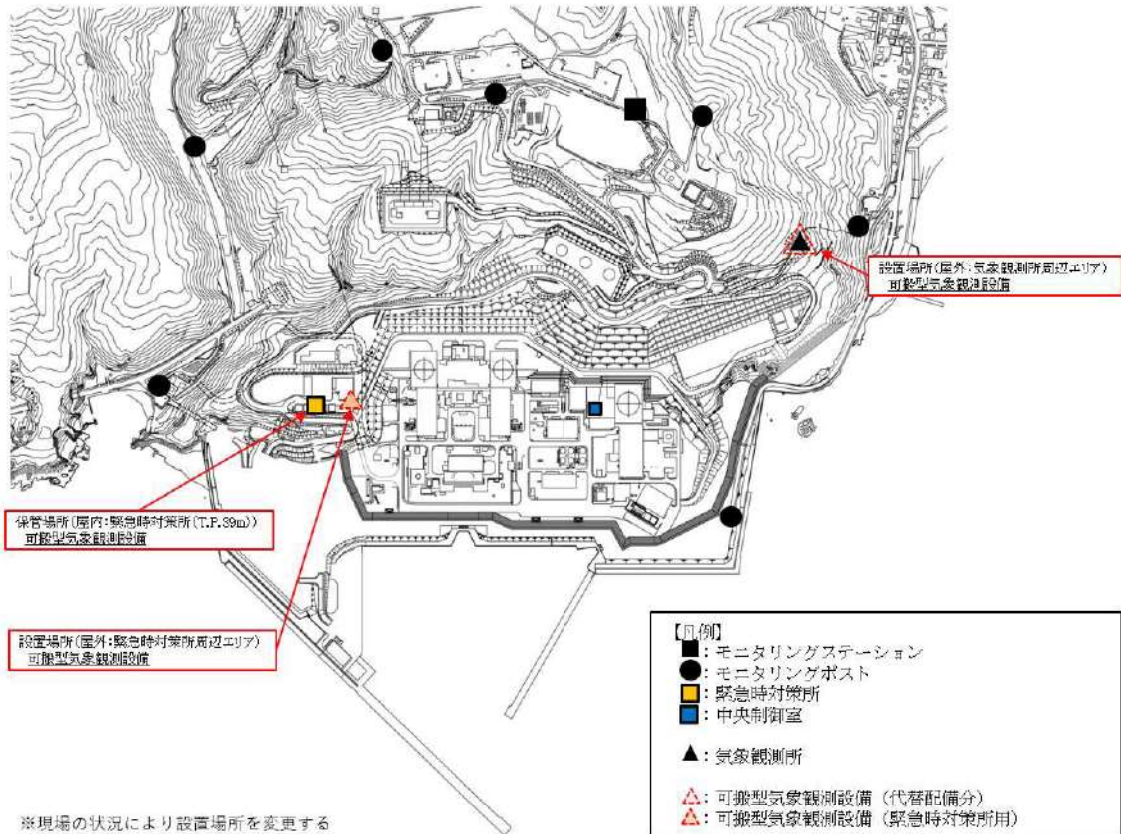 設置場所(屋外:気象観測所周辺エリア)
可搬型気象観測設備
保管場所(屋内:緊急時対策所(T.P.39m))
可搬型気象観測設備
設置場所(屋外:緊急時対策所周辺エリア)
可搬型気象観測設備
【凡例】
■:モニタリングステーション
●:モニタリングポスト
:緊急時対策所
:中央制御室
▲:気象観測所
△:可搬型気象観測設備(代替配備分)
△:可搬型気象観測設備(緊急時対策所用)
※現場の状況により設置場所を変更する